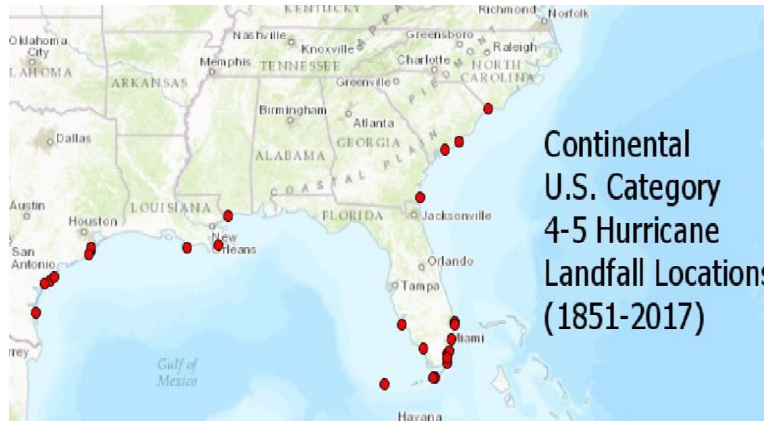 KENTUCKY
Richmond
Norfolk
Oklahoma
City
Nashville
Knoxville
Greensboro
Raleigh
LAHOMA
Memphis
TENNESSEE
Charlotte
NORTH
CAROLINA
ARKANSAS
Greenville
PIEDMONT
Birmingham
Atlanta
Dallas
GEORGIA
ALABAMA
COASTAL PLAIN
Austin
LOUISIANA
Houston
New
Orleans
FLORIDA
Jacksonville
San
Antonio
Orlando
Tampa
Miami
rrey
Gulf of
Mexico
Havana
Continental
U.S. Category
4-5 Hurricane
Landfall Locations
(1851-2017)